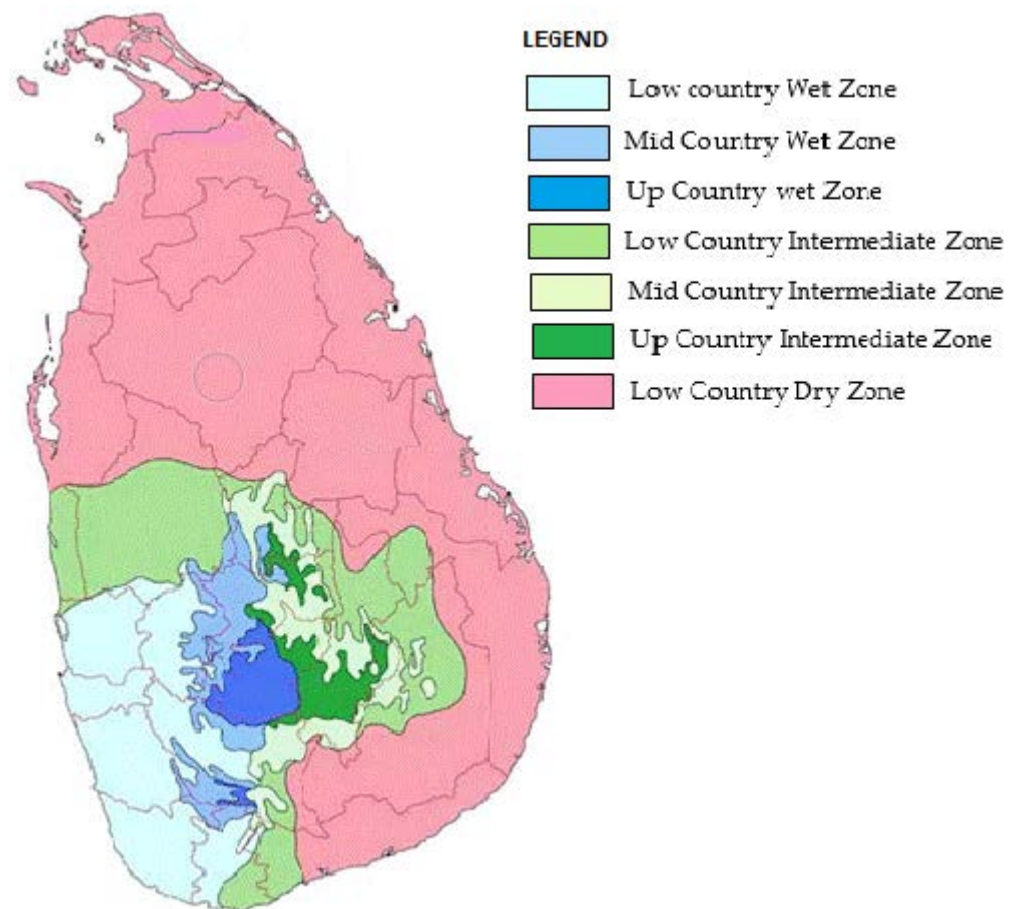 LEGEND
Low country Wet Zone
Mid Country Wet Zone
Up Country wet Zone
Low Country Intermediate Zone
Mid Country Intermediate Zone
Up Country Intermediate Zone
Low Country Dry Zone